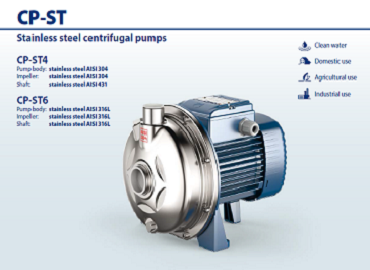 CP-ST
Stainless steel centrifugal pumps
Clean water
Domestic use
Agricultural use
Industrial use
CP-ST4
Pump body: stainless steel AISI 304
Impeller: stainless steel AISI 304
Shaft: stainless steel AISI 431
CP-ST6
Pump body: stainless steel AISI 316L
Impeller: stainless steel AISI 316L
Shaft: stainless steel AISI 316L